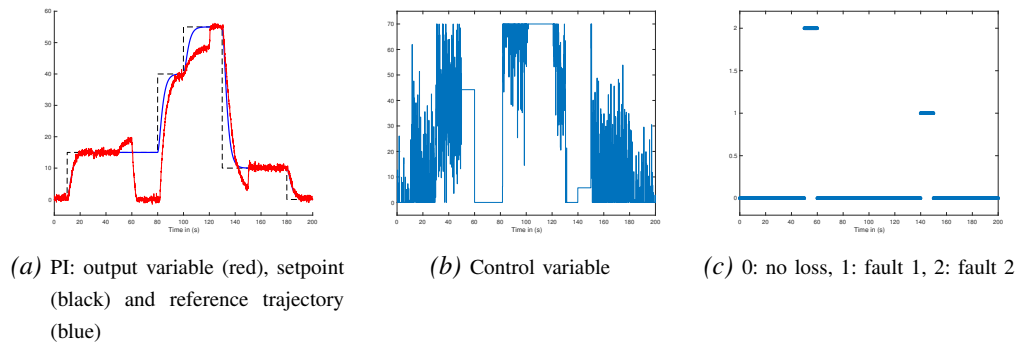 60
50
40
30
20
10
0
0 20 40 60 80 100 120 140 160 180 200
Time in (s)
70
60
50
40
30
20
10
0
0 20 40 60 80 100 120 140 160 180 200
Time in (s)
2
1.5
1
0.5
0
0 20 40 60 80 100 120 140 160 180 200
Time in (s)
(a) PI: output variable (red), setpoint
(black) and reference trajectory
(blue)
(b) Control variable
(c) 0: no loss, 1: fault 1, 2: fault 2